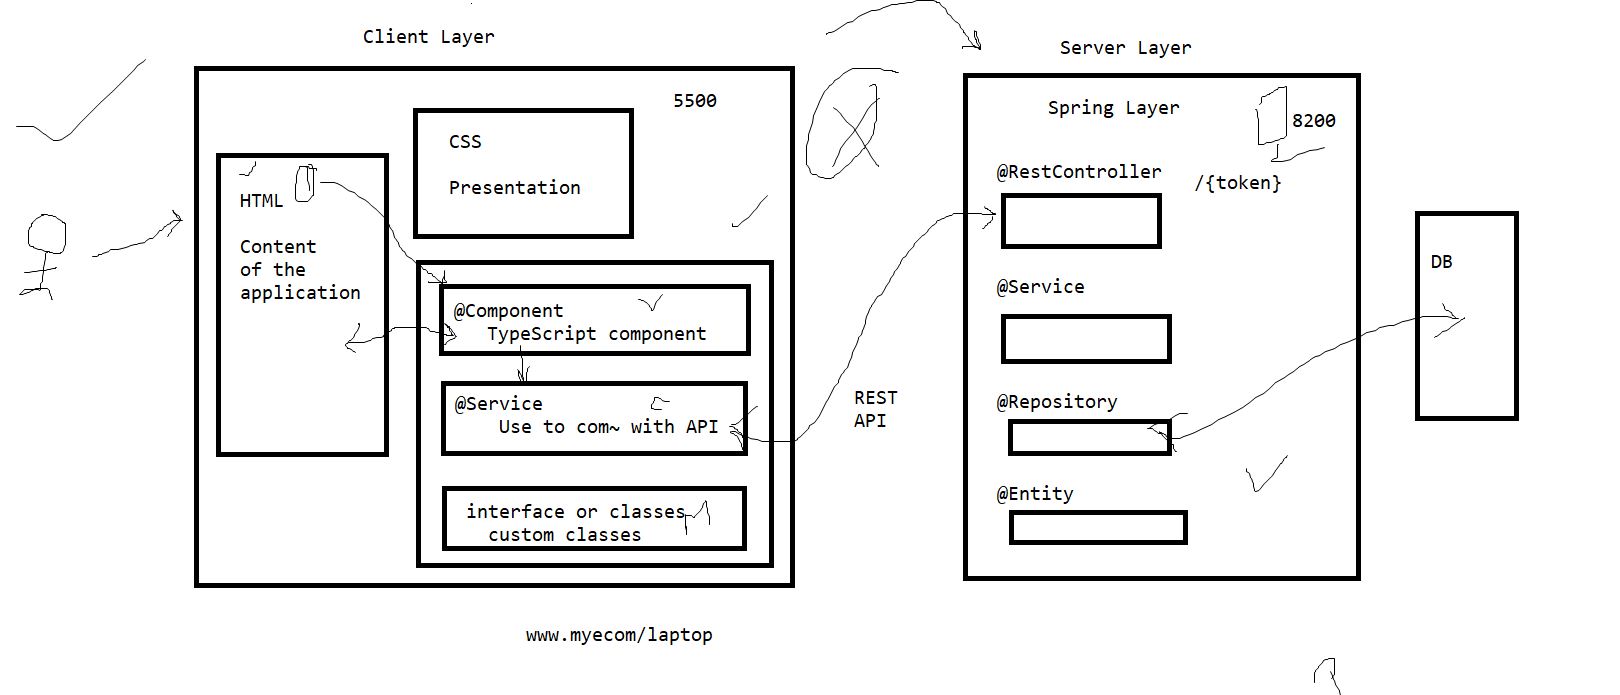 Client Layer
5500
CSS
Presentation
HTML
Content
of the
application
@Component
TypeScript component
@Service
Use to com~ with API
interface or classes
custom classes
www.myecom/laptop
REST
API
Server Layer
Spring Layer
8200
@RestController
/{token}
@Service
@Repository
@Entity
DB